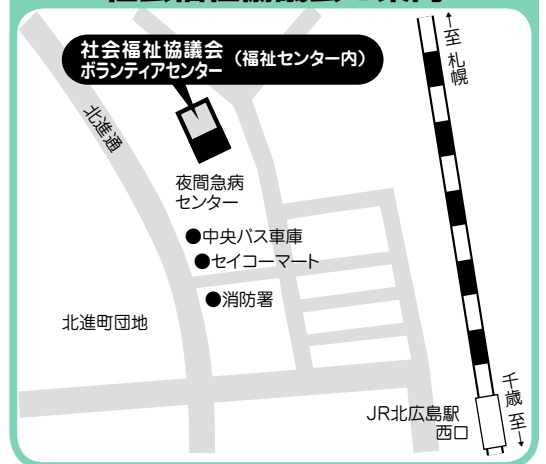 社会福祉協議会
ボランティアセンター
(福祉センター内)
↑至 札幌
北進通
夜間急病
センター
●中央バス車庫
●セイコーマート
●消防署
北進町団地
JR北広島駅
西口
千歳 至↓